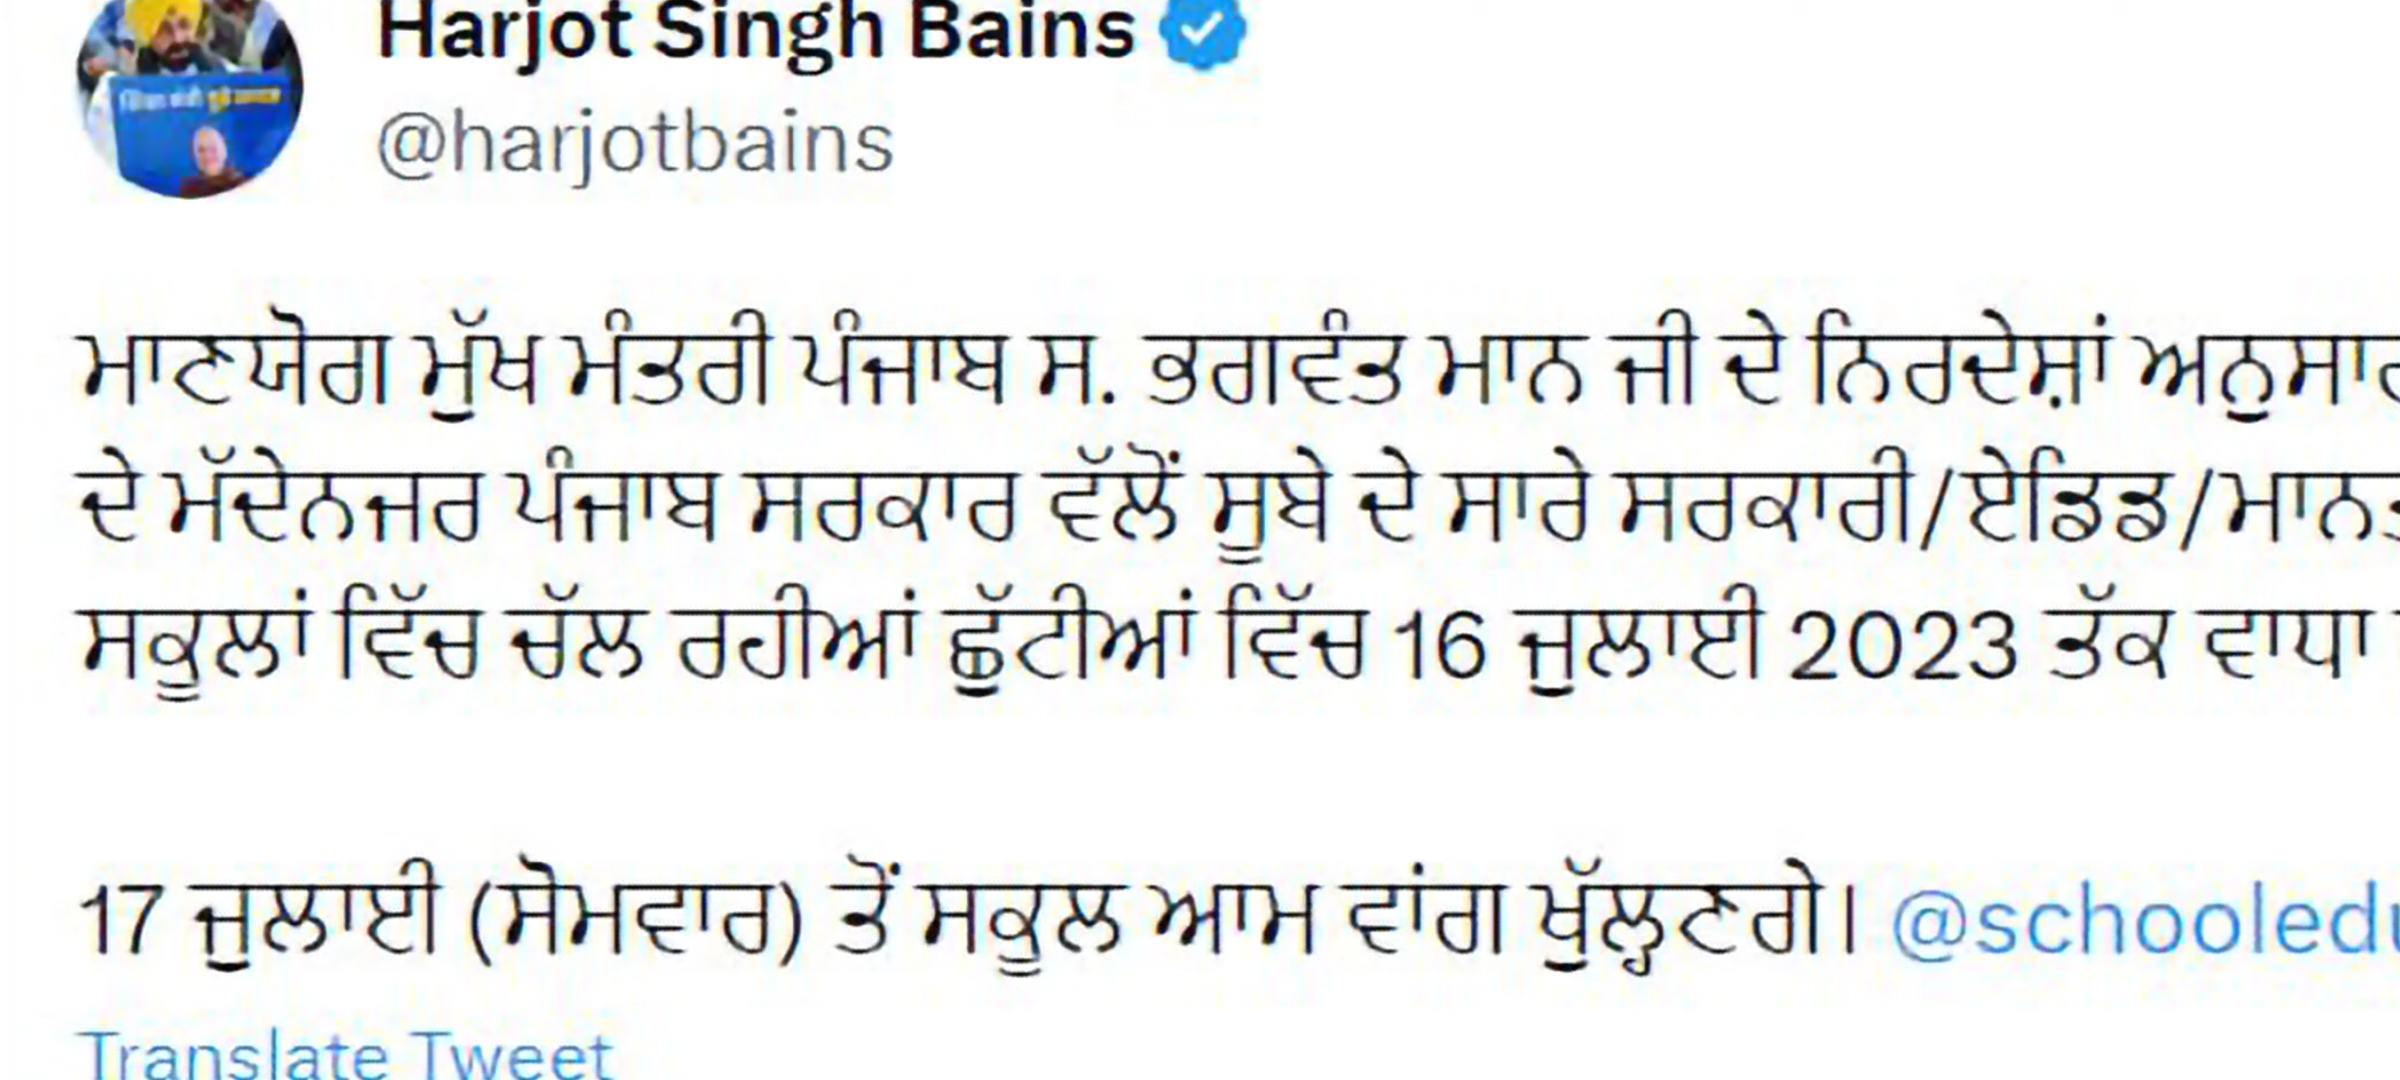 Harjot Singh Bains
@harjotbains
ਮਾਣਯੋਗ ਮੁੱਖ ਮੰਤਰੀ ਪੰਜਾਬ ਸ. ਭਗਵੰਤ ਮਾਨ ਜੀ ਦੇ ਨਿਰਦੇਸ਼ਾਂ ਅਨੁਸਾਰ
ਦੇ ਮੱਦੇਨਜਰ ਪੰਜਾਬ ਸਰਕਾਰ ਵੱਲੋਂ ਸੂਬੇ ਦੇ ਸਾਰੇ ਸਰਕਾਰੀ/ਏਡਿਡ/
ਸਕੂਲਾਂ ਵਿੱਚ ਚੱਲ ਰਹੀਆਂ ਛੁੱਟੀਆਂ ਵਿੱਚ 16 ਜੁਲਾਈ 2023 ਤੱਕ ਵਾਧਾ
17 ਜੁਲਾਈ (ਸੋਮਵਾਰ) ਤੋਂ ਸਕੂਲ ਆਮ ਵਾਂਗ ਖੁੱਲ੍ਹਣਗੇ। @schooledu
Translate Tweet